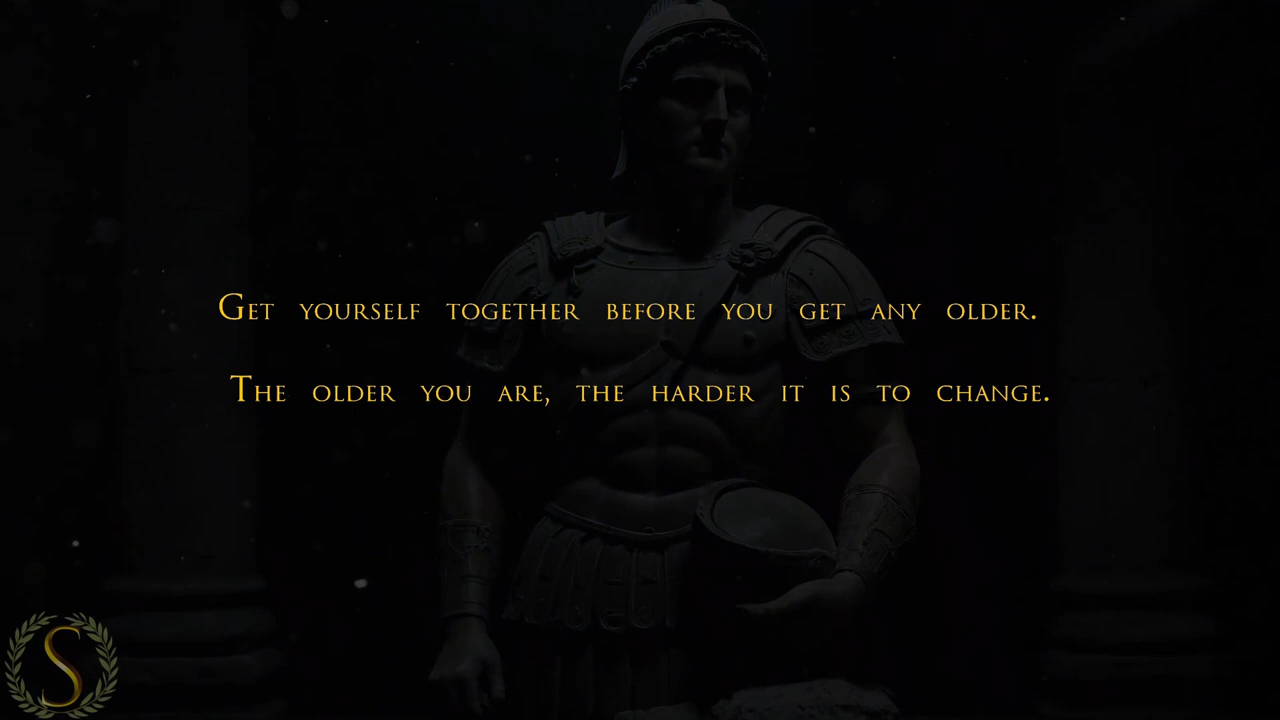 Get yourself together before you get any older.
The older you are, the harder it is to change.
S